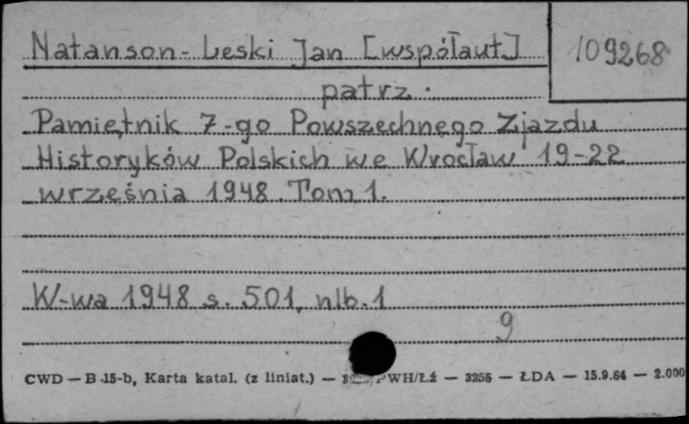 Natanson-Leski Jan [współaut] 109268
patrz.
Pamiętnik 7-go Powszechnego Zjazdu
Historyków Polskich we Wrocław 19-22
września 1948. Tom 1.
W-wa 1948 s. 501, nlb. 1
9
CWD — B-15-b, Karta katal. (z liniat.) — PWH/Łź — 3256 — ŁDA — 15.9.64 — 2.000